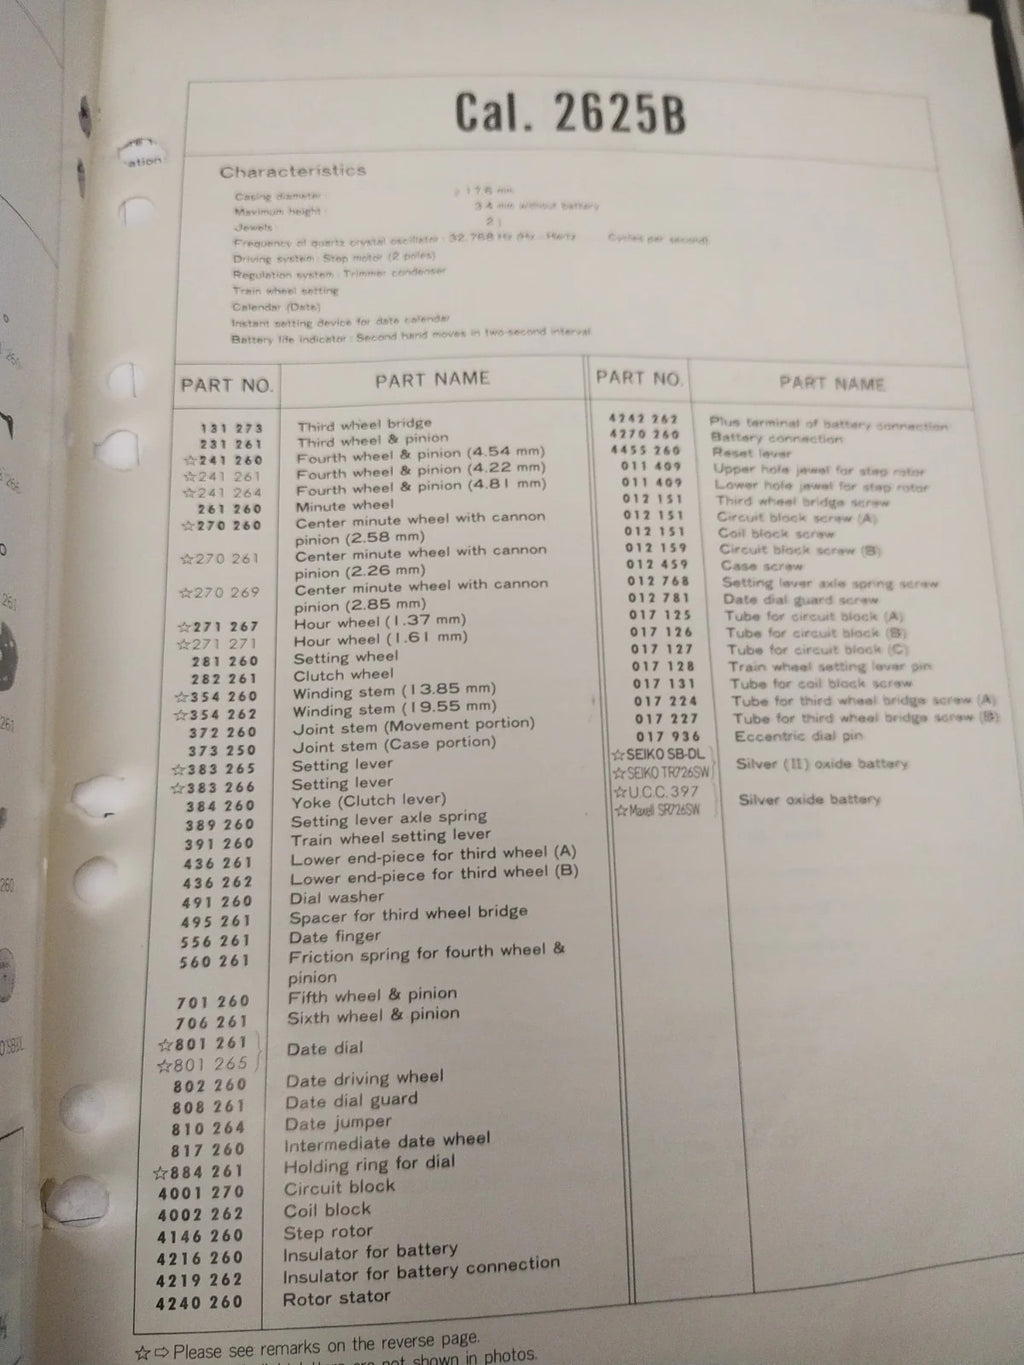 Cal. 2625B
Characteristics
Casing diameter :
17.6 mm
Maximum height :
3.4 mm without battery
Jewels :
2 j
Frequency of quartz crystal oscillator : 32,768 Hz (Hz : Hertz Cycles per second)
Driving system : Step motor (2 poles)
Regulation system : Trimmer condenser
Train wheel setting
Calendar (Date)
Instant setting device for date calendar
Battery life indicator : Second hand moves in two-second interval
PART NO. PART NAME
131 273 Third wheel bridge
231 261 Third wheel & pinion
☆241 260 Fourth wheel & pinion (4.54 mm)
☆241 261 Fourth wheel & pinion (4.22 mm)
☆241 264 Fourth wheel & pinion (4.81 mm)
261 260 Minute wheel
☆270 260 Center minute wheel with cannon
pinion (2.58 mm)
☆270 261 Center minute wheel with cannon
pinion (2.26 mm)
☆270 269 Center minute wheel with cannon
pinion (2.85 mm)
☆271 267 Hour wheel (1.37 mm)
☆271 271 Hour wheel (1.61 mm)
281 260 Setting wheel
282 261 Clutch wheel
☆354 260 Winding stem (13.85 mm)
☆354 262 Winding stem (19.55 mm)
372 260 Joint stem (Movement portion)
373 250 Joint stem (Case portion)
☆383 265 Setting lever
☆383 266 Setting lever
384 260 Yoke (Clutch lever)
389 260 Setting lever axle spring
391 260 Train wheel setting lever
436 261 Lower end-piece for third wheel (A)
436 262 Lower end-piece for third wheel (B)
491 260 Dial washer
495 261 Spacer for third wheel bridge
556 261 Date finger
560 261 Friction spring for fourth wheel &
pinion
701 260 Fifth wheel & pinion
706 261 Sixth wheel & pinion
☆801 261
Date dial
☆801 265
802 260 Date driving wheel
808 261 Date dial guard
810 264 Date jumper
817 260 Intermediate date wheel
☆884 261 Holding ring for dial
4001 270 Circuit block
4002 262 Coil block
4146 260 Step rotor
4216 260 Insulator for battery
4219 262 Insulator for battery connection
4240 260 Rotor stator
PART NO. PART NAME
4242 262 Plus terminal of battery connection
4270 260 Battery connection
4455 260 Reset lever
011 409 Upper hole jewel for step rotor
011 409 Lower hole jewel for step rotor
012 151 Third wheel bridge screw
012 151 Circuit block screw (A)
012 151 Coil block screw
012 159 Circuit block screw (B)
012 459 Case screw
012 768 Setting lever axle spring screw
012 781 Date dial guard screw
017 125 Tube for circuit block (A)
017 126 Tube for circuit block (B)
017 127 Tube for circuit block (C)
017 128 Train wheel setting lever pin
017 131 Tube for coil block screw
017 224 Tube for third wheel bridge screw (A)
017 227 Tube for third wheel bridge screw (B)
017 936 Eccentric dial pin
☆SEIKO SB-DL
Silver (II) oxide battery
☆SEIKO TR726SW
☆U.C.C. 397
Silver oxide battery
☆Maxell SR726SW
☆⇨ Please see remarks on the reverse page.
not shown in photos.
ation